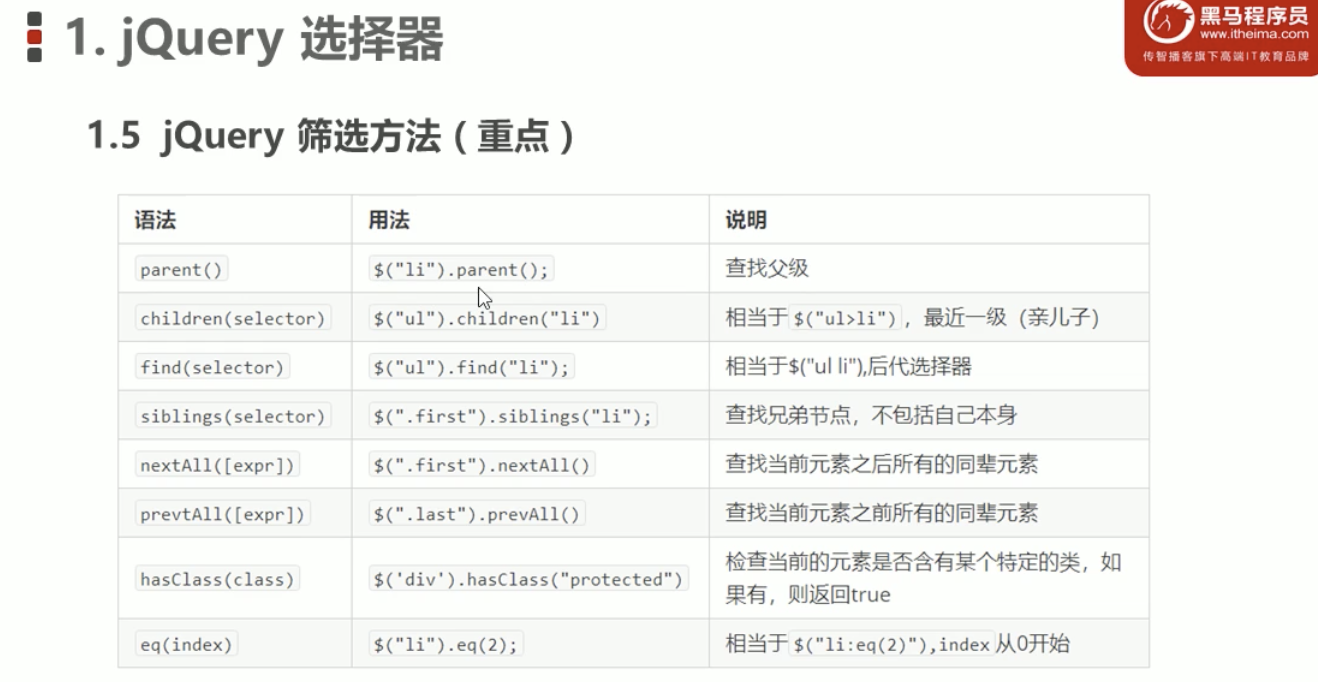 1. jQuery 选择器
黑马程序员
www.itheima.com
传智播客旗下高端IT教育品牌
1.5 jQuery 筛选方法（重点）
语法 用法 说明
parent() $("li").parent(); 查找父级
children(selector) $("ul").children("li") 相当于$("ul>li")，最近一级（亲儿子）
find(selector) $("ul").find("li"); 相当于$("ul li"),后代选择器
siblings(selector) $(".first").siblings("li"); 查找兄弟节点，不包括自己本身
nextAll([expr]) $(".first").nextAll() 查找当前元素之后所有的同辈元素
prevtAll([expr]) $(".last").prevAll() 查找当前元素之前所有的同辈元素
hasClass(class) $('div').hasClass("protected") 检查当前的元素是否含有某个特定的类，如
果有，则返回true
eq(index) $("li").eq(2); 相当于$("li:eq(2)"),index从0开始